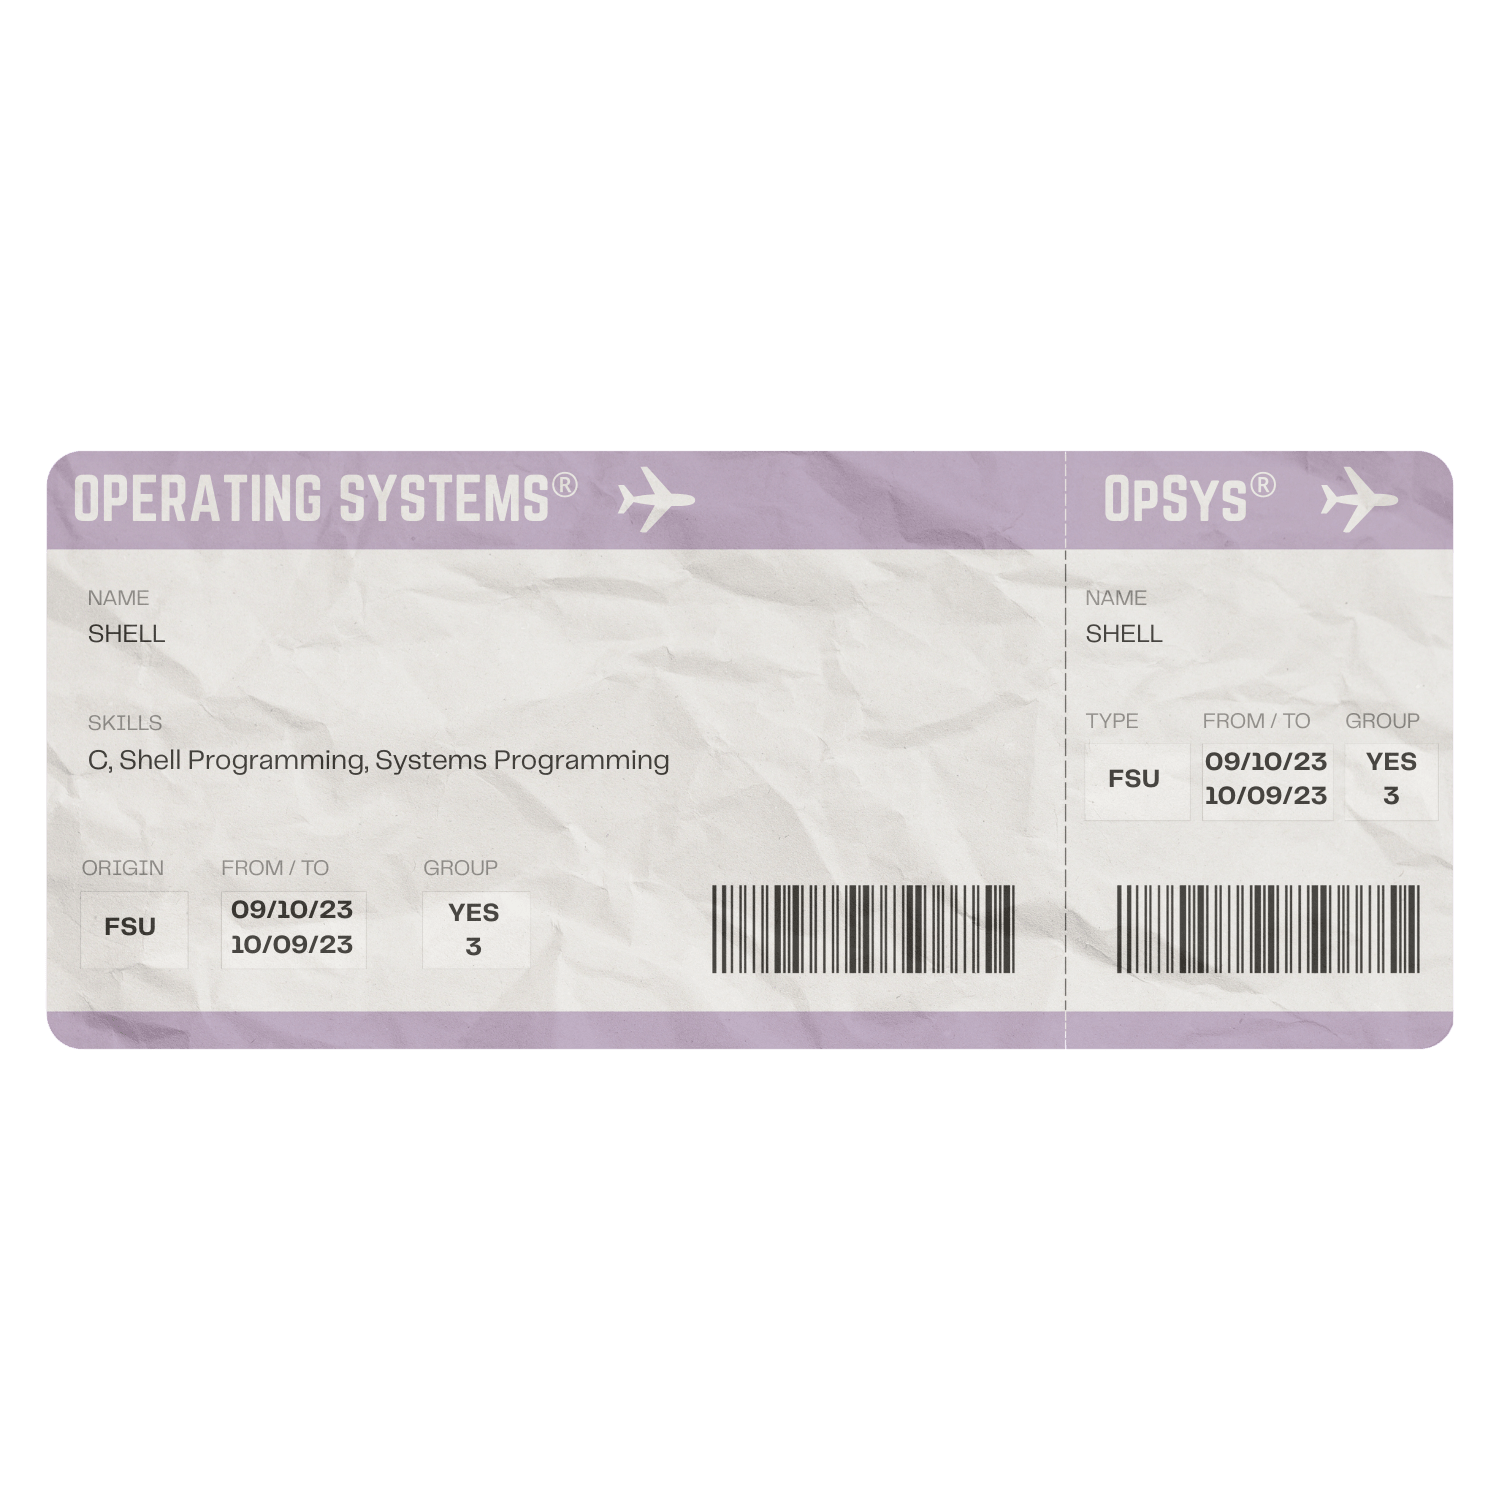 OPERATING SYSTEMS®
NAME
SHELL
SKILLS
C, Shell Programming, Systems Programming
ORIGIN
FSU
FROM / TO
09/10/23
10/09/23
GROUP
YES
3
OpSys®
NAME
SHELL
TYPE
FSU
FROM / TO
09/10/23
10/09/23
GROUP
YES
3